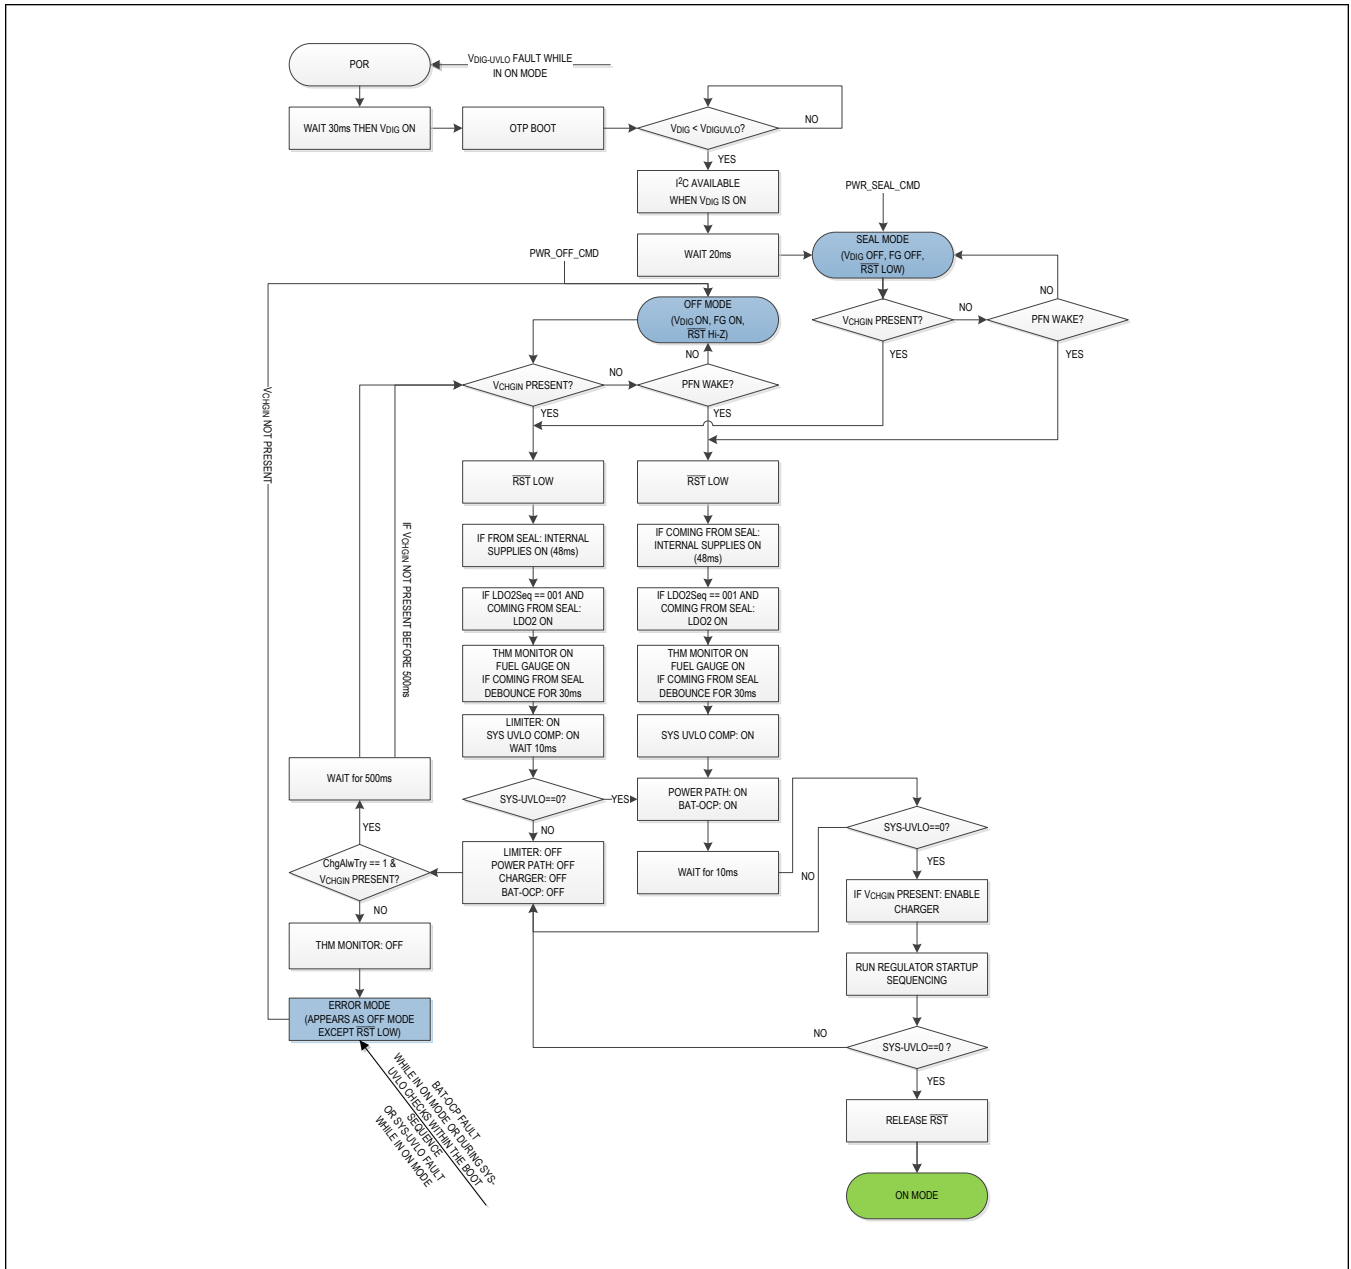 POR
VDIG-UVLO FAULT WHILE
IN ON MODE
WAIT 30ms THEN VDIG ON
OTP BOOT
VDIG < VDIGUVLO?
NO
YES
I2C AVAILABLE
WHEN VDIG IS ON
WAIT 20ms
PWR_SEAL_CMD
SEAL MODE
(VDIG OFF, FG OFF,
RST LOW)
VCHGIN PRESENT?
NO
PFN WAKE?
NO
YES
YES
PWR_OFF_CMD
OFF MODE
(VDIG ON, FG ON,
RST Hi-Z)
NO
VCHGIN PRESENT?
NO
PFN WAKE?
YES
YES
VCHGIN NOT PRESENT
IF VCHGIN NOT PRESENT BEFORE 500ms
RST LOW
IF FROM SEAL: INTERNAL
SUPPLIES ON (48ms)
IF LDO2Seq == 001 AND
COMING FROM SEAL:
LDO2 ON
THM MONITOR ON
FUEL GAUGE ON
IF COMING FROM SEAL
DEBOUNCE FOR 30ms
LIMITER: ON
SYS UVLO COMP: ON
WAIT 10ms
SYS-UVLO==0?
YES
NO
LIMITER: OFF
POWER PATH: OFF
CHARGER: OFF
BAT-OCP: OFF
RST LOW
IF COMING FROM SEAL:
INTERNAL SUPPLIES ON
(48ms)
IF LDO2Seq == 001 AND
COMING FROM SEAL:
LDO2 ON
THM MONITOR ON
FUEL GAUGE ON
IF COMING FROM SEAL
DEBOUNCE FOR 30ms
SYS UVLO COMP: ON
POWER PATH: ON
BAT-OCP: ON
WAIT for 10ms
WAIT for 500ms
YES
ChgAlwTry == 1 &
VCHGIN PRESENT?
NO
THM MONITOR: OFF
ERROR MODE
(APPEARS AS OFF MODE
EXCEPT RST LOW)
BAT-OCP FAULT
WHILE IN ON MODE OR DURING SYS-
UVLO CHECKS WITHIN THE BOOT
SEQUENCE
OR SYS-UVLO FAULT
WHILE IN ON MODE
SYS-UVLO==0?
NO
YES
IF VCHGIN PRESENT: ENABLE
CHARGER
RUN REGULATOR STARTUP
SEQUENCING
NO
SYS-UVLO==0 ?
YES
RELEASE RST
ON MODE